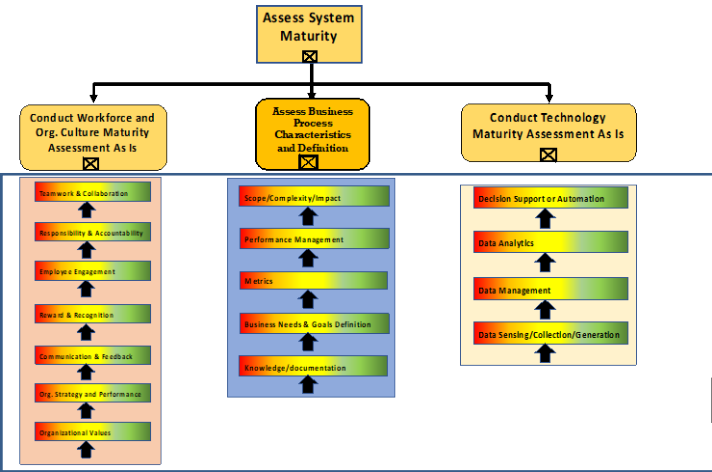 Assess System
Maturity
Conduct Workforce and
Org. Culture Maturity
Assessment As Is
Assess Business
Process
Characteristics
and Definition
Conduct Technology
Maturity Assessment As Is
Teamwork & Collaboration
Responsibility & Accountability
Employee Engagement
Reward & Recognition
Communication & Feedback
Org. Strategy and Performance
Organizational Values
Scope/Complexity/Impact
Performance Management
Metrics
Business Needs & Goals Definition
Knowledge/documentation
Decision Support or Automation
Data Analytics
Data Management
Data Sensing/Collection/Generation